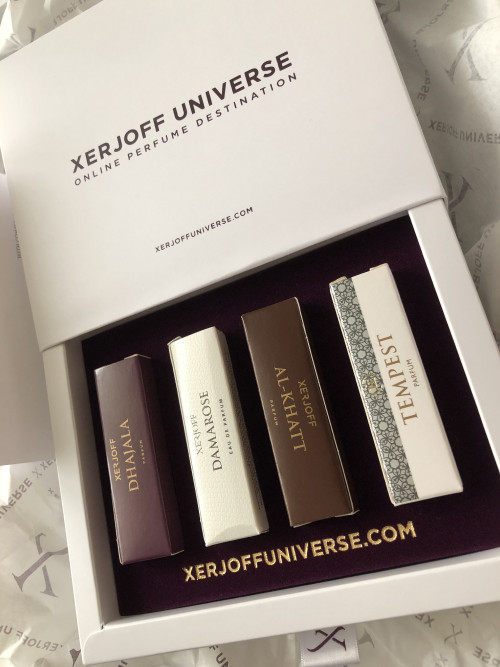 XERJOFF UNIVERSE
ONLINE PERFUME DESTINATION
XERJOFFUNIVERSE.COM
XERJOFF
DHAJALA
PARFUM
XERJOFF
DAMAROSE
EAU DE PARFUM
XERJOFF
AL-KHATT
PARFUM
TEMPEST
PARFUM
XERJOFFUNIVERSE.COM